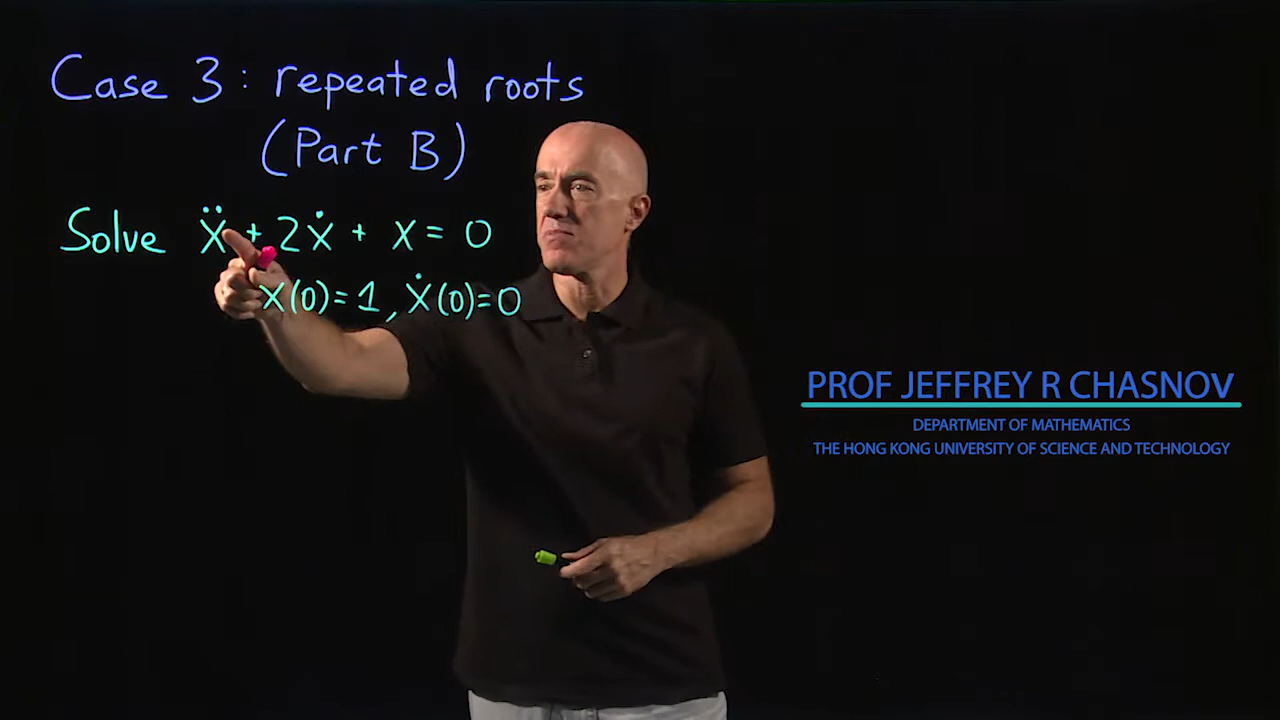 Case 3: repeated roots
(Part B)
Solve ẍ + 2ẋ + x = 0
x(0)=1, ẋ(0)=0
PROF JEFFREY R CHASNOV
DEPARTMENT OF MATHEMATICS
THE HONG KONG UNIVERSITY OF SCIENCE AND TECHNOLOGY